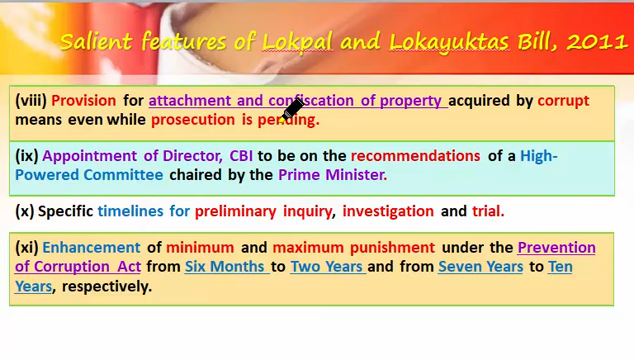 Salient features of Lokpal and Lokayuktas Bill, 2011
(viii) Provision for attachment and confiscation of property acquired by corrupt
means even while prosecution is pending.
(ix) Appointment of Director, CBI to be on the recommendations of a High-
Powered Committee chaired by the Prime Minister.
(x) Specific timelines for preliminary inquiry, investigation and trial.
(xi) Enhancement of minimum and maximum punishment under the Prevention
of Corruption Act from Six Months to Two Years and from Seven Years to Ten
Years, respectively.